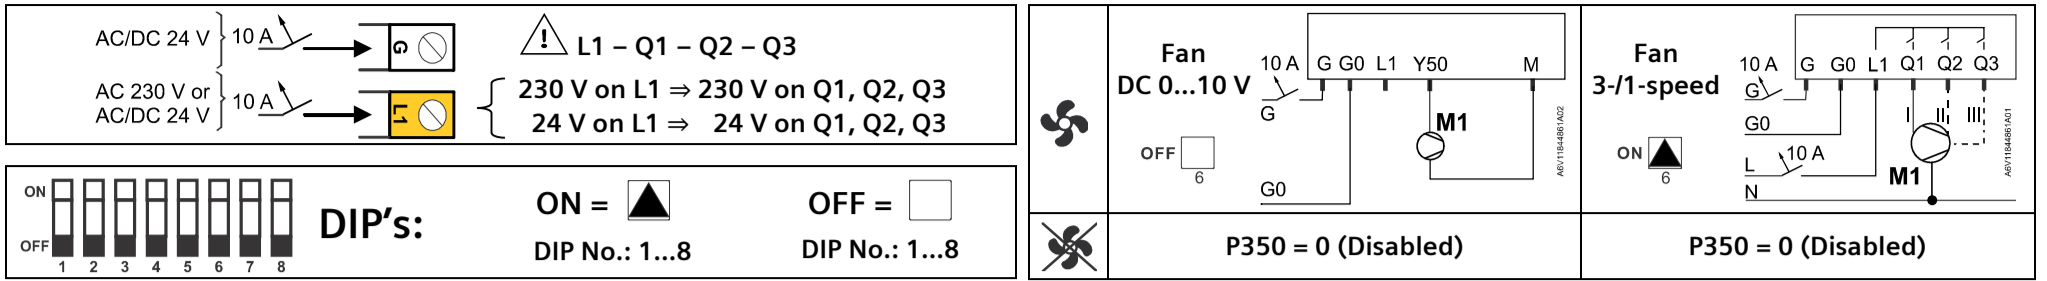 AC/DC 24 V
10 A
G
AC 230 V or
AC/DC 24 V
10 A
L1
!
L1 – Q1 – Q2 – Q3
230 V on L1 ⇒ 230 V on Q1, Q2, Q3
24 V on L1 ⇒ 24 V on Q1, Q2, Q3
ON
OFF
1 2 3 4 5 6 7 8
DIP’s:
ON =
DIP No.: 1...8
OFF =
DIP No.: 1...8
Fan
DC 0...10 V
OFF
6
10 A
G G0 L1 Y50 M
G
M1
G0
A6V11844861A02
Fan
3-/1-speed
ON
6
10 A
G G0 L1 Q1 Q2 Q3
G
G0
I II III
L
10 A
N
M1
A6V11844861A01
P350 = 0 (Disabled)
P350 = 0 (Disabled)